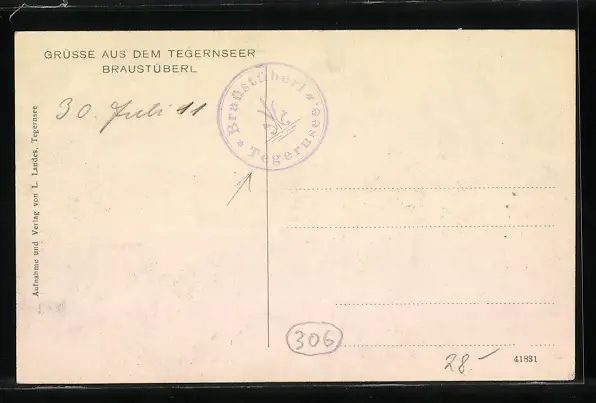 GRÜSSE AUS DEM TEGERNSEER
BRAUSTÜBERL
30. Juli 11
Braustüberl
Tegernsee.
Aufnahme und Verlag von L. Landes, Tegernsee
306
28.-
41831